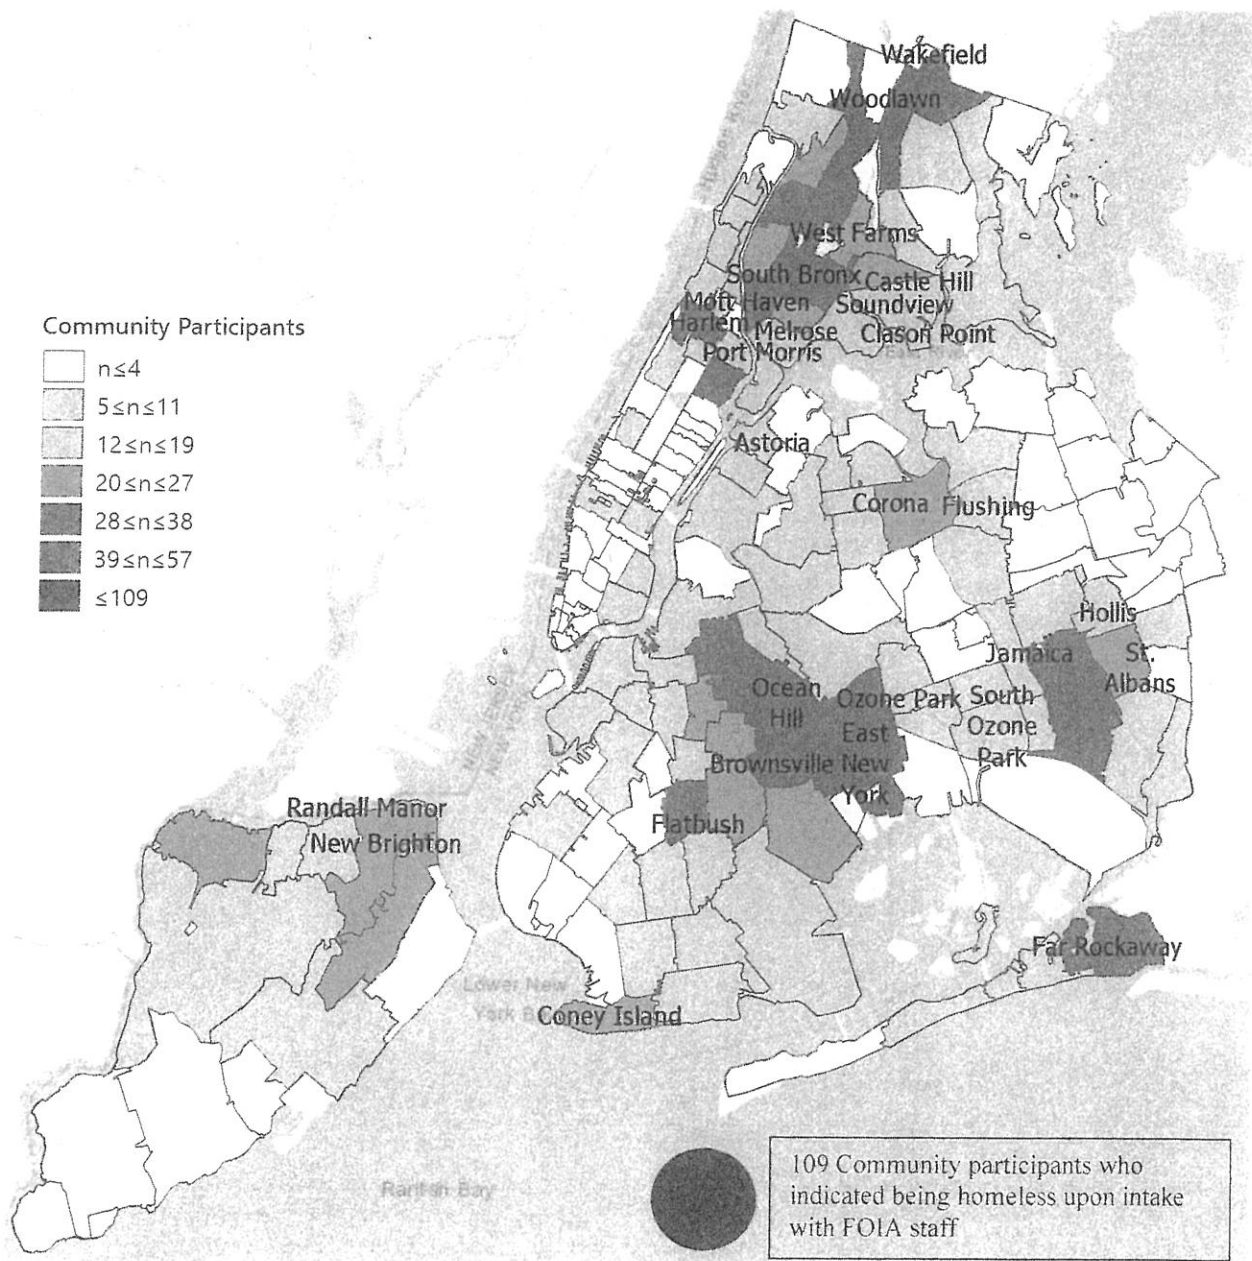 Wakefield
Woodlawn
West Farms
South Bronx
Castle Hill
Mott Haven
Soundview
Harlem
Melrose
Clason Point
Port Morris
Community Participants
n≤4
5≤n≤11
12≤n≤19
20≤n≤27
28≤n≤38
39≤n≤57
≤109
Astoria
Corona
Flushing
Hollis
Jamaica
St.
Albans
Ocean
Hill
Ozone Park
South
Ozone
Park
East
New
York
Brownsville
Flatbush
Randall Manor
New Brighton
Far Rockaway
Lower New
Coney Island
109 Community participants who
indicated being homeless upon intake
with FOIA staff